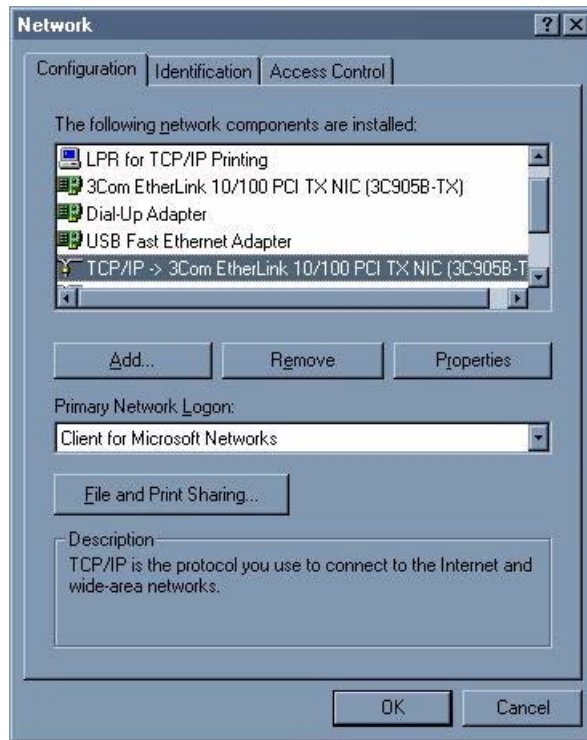 Network
Configuration Identification Access Control
The following network components are installed:
LPR for TCP/IP Printing
3Com EtherLink 10/100 PCI TX NIC (3C905B-TX)
Dial-Up Adapter
USB Fast Ethernet Adapter
TCP/IP -> 3Com EtherLink 10/100 PCI TX NIC (3C905B-T
Add... Remove Properties
Primary Network Logon:
Client for Microsoft Networks
File and Print Sharing...
Description
TCP/IP is the protocol you use to connect to the Internet and
wide-area networks.
OK Cancel